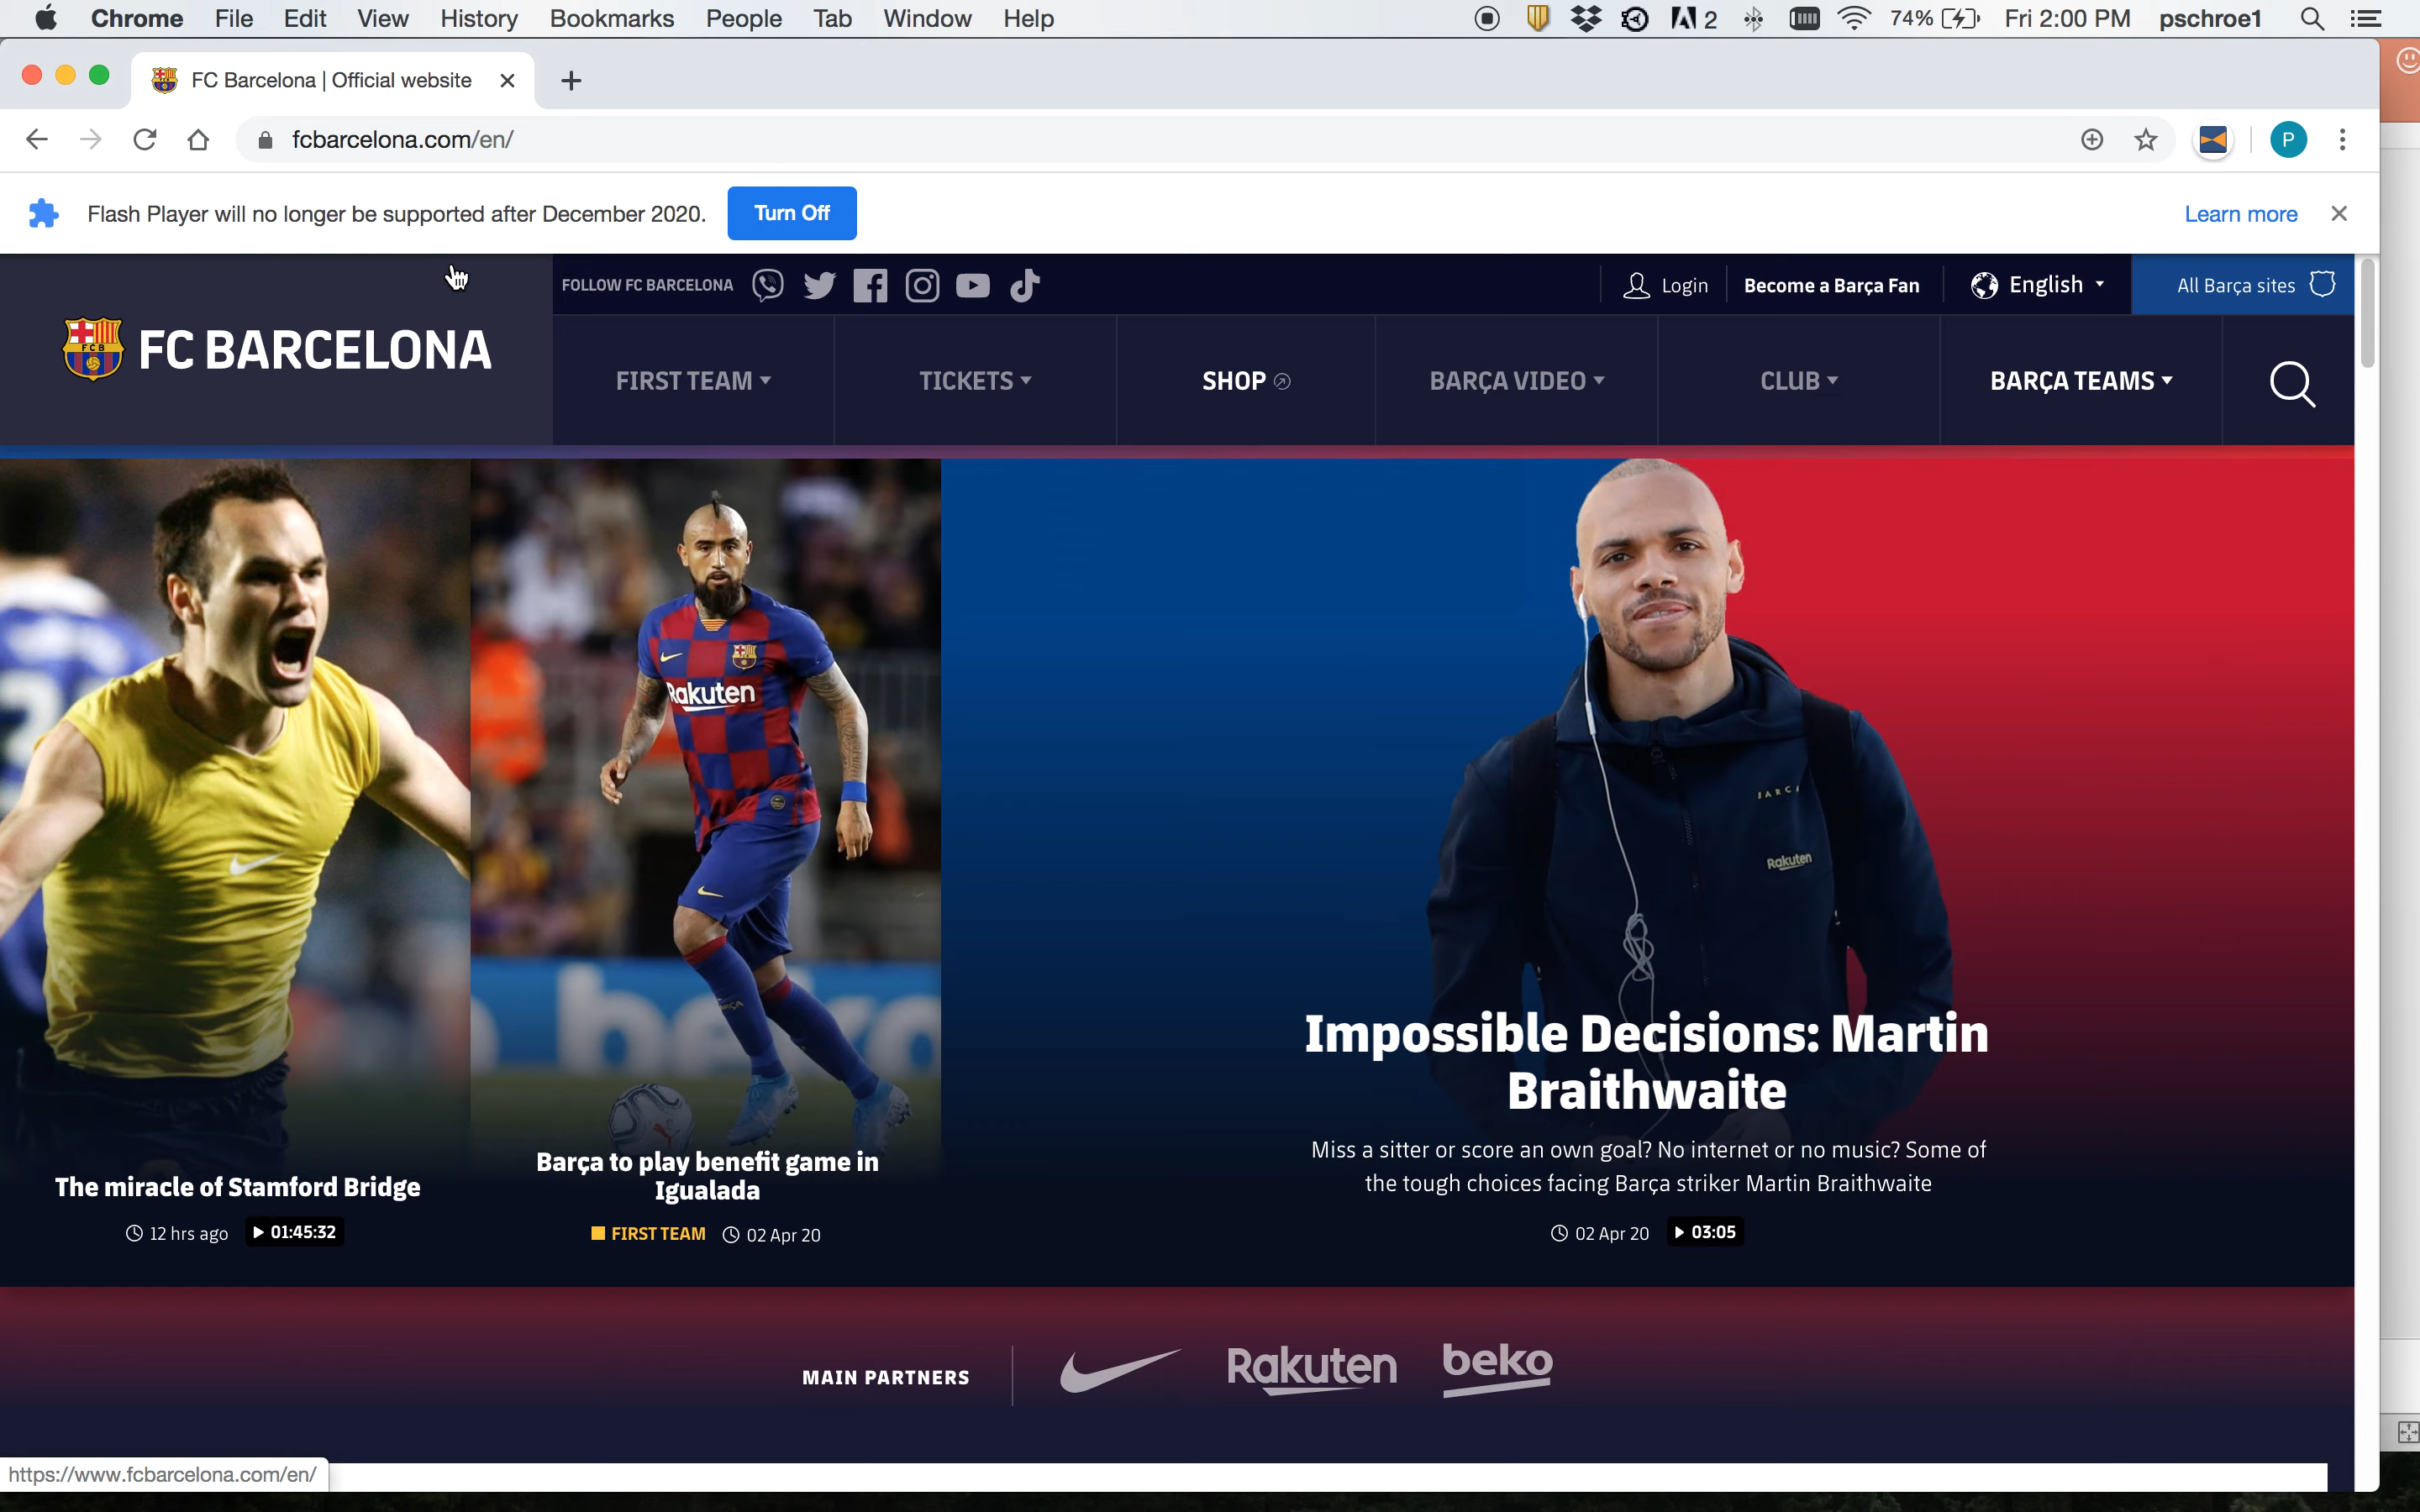 Chrome File Edit View History Bookmarks People Tab Window Help
2 74% Fri 2:00 PM pschroe1
FC Barcelona | Official website
fcbarcelona.com/en/
P
Flash Player will no longer be supported after December 2020. Turn Off
Learn more
FOLLOW FC BARCELONA
Login Become a Barça Fan English All Barça sites
FCB
FC BARCELONA
FIRST TEAM TICKETS SHOP BARÇA VIDEO CLUB BARÇA TEAMS
Rakuten
BARCA
Rakuten
beko
The miracle of Stamford Bridge
12 hrs ago 01:45:32
Barça to play benefit game in
Igualada
FIRST TEAM 02 Apr 20
Impossible Decisions: Martin
Braithwaite
Miss a sitter or score an own goal? No internet or no music? Some of
the tough choices facing Barça striker Martin Braithwaite
02 Apr 20 03:05
MAIN PARTNERS
Rakuten
beko
https://www.fcbarcelona.com/en/